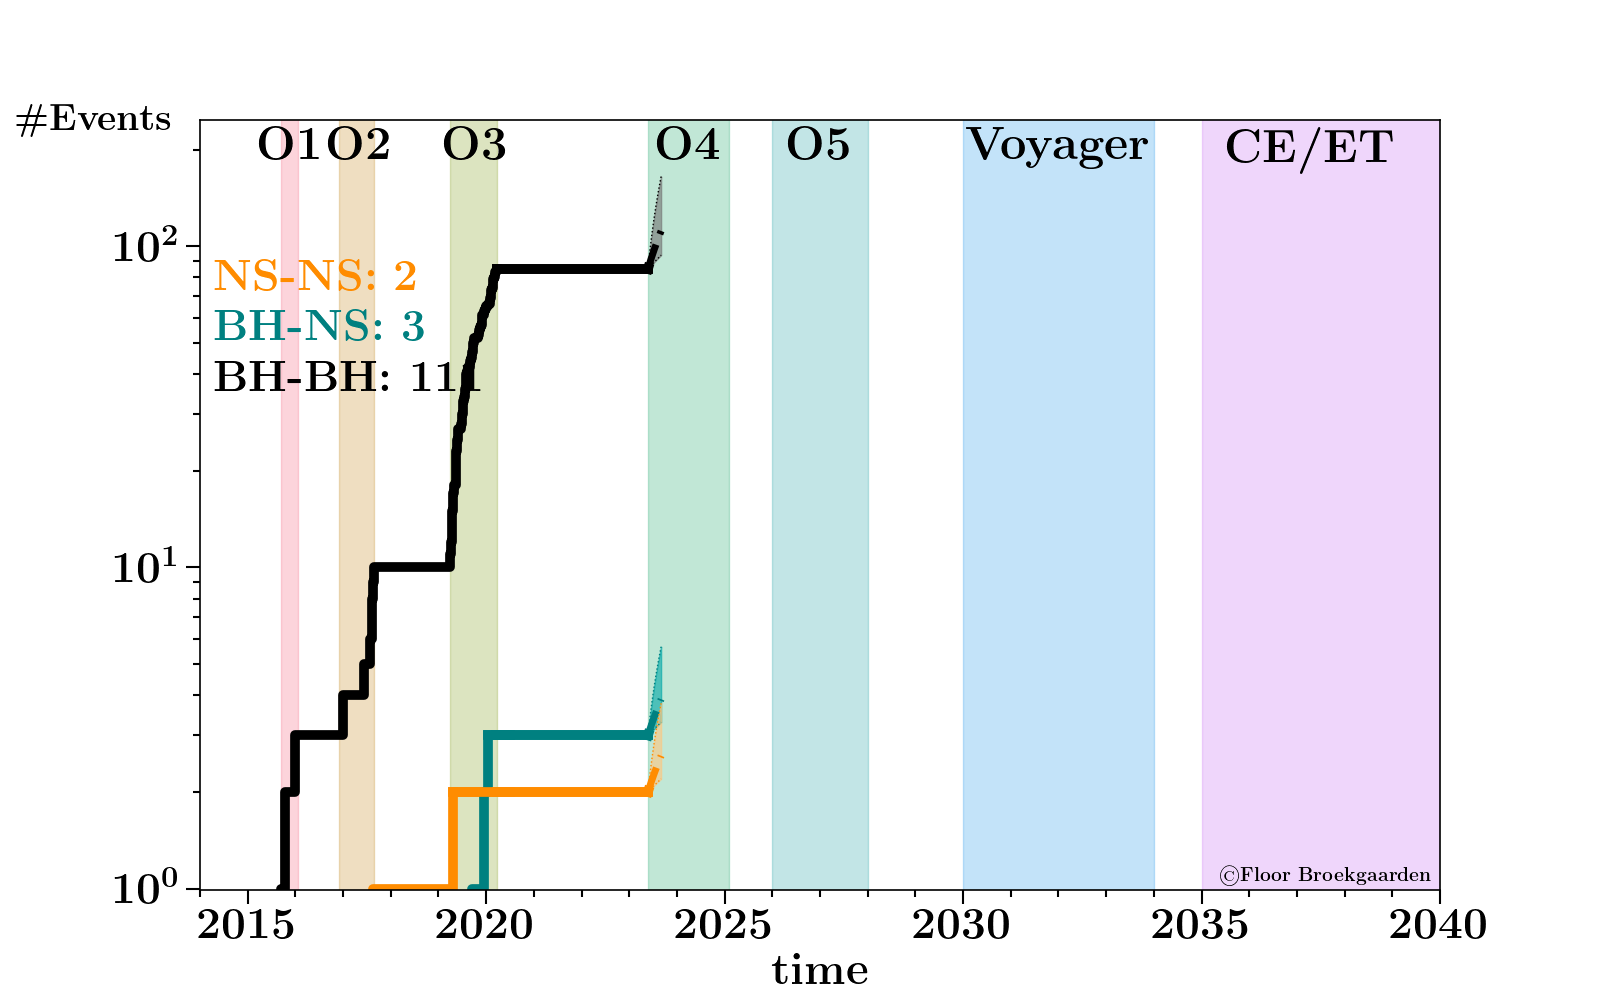 #Events
O1 O2 O3 O4 O5 Voyager CE/ET
10²
NS-NS: 2
BH-NS: 3
BH-BH: 111
10¹
10⁰
©Floor Broekgaarden
2015 2020 2025 2030 2035 2040
time